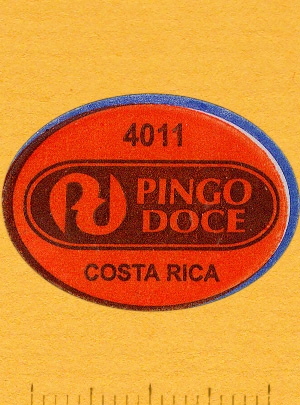 4011
PINGO
DOCE
COSTA RICA